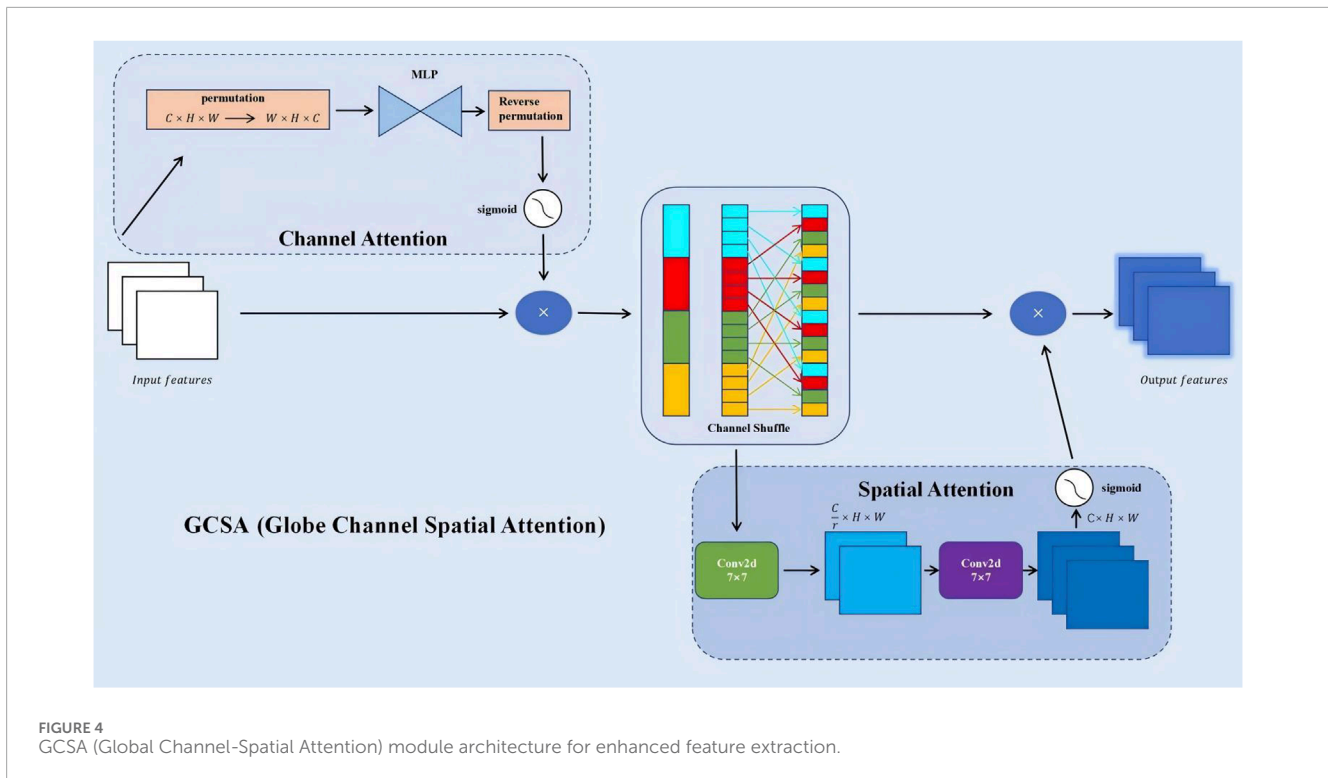 MLP
permutation
C × H × W ⟶ W × H × C
Reverse
permutation
sigmoid
Channel Attention
×
×
Input features
Output features
Channel Shuffle
Spatial Attention
sigmoid
GCSA (Globe Channel Spatial Attention)
C/r × H × W
C × H × W
Conv2d
7×7
Conv2d
7×7
FIGURE 4
GCSA (Global Channel-Spatial Attention) module architecture for enhanced feature extraction.